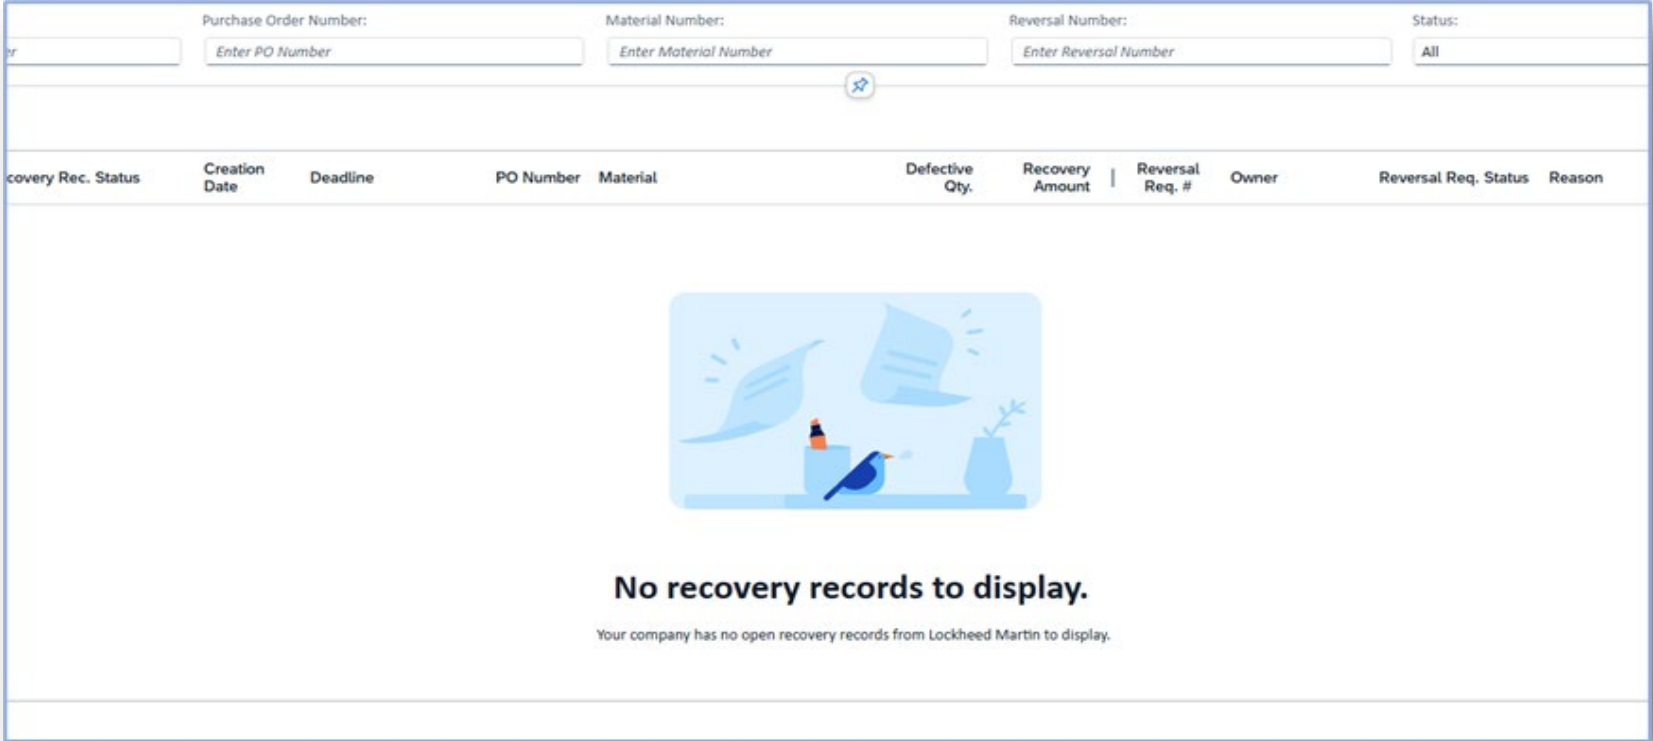 Purchase Order Number: Material Number: Reversal Number: Status:
er Enter PO Number Enter Material Number Enter Reversal Number All
covery Rec. Status Creation Date Deadline PO Number Material Defective Qty. Recovery Amount | Reversal Req. # Owner Reversal Req. Status Reason
No recovery records to display.
Your company has no open recovery records from Lockheed Martin to display.